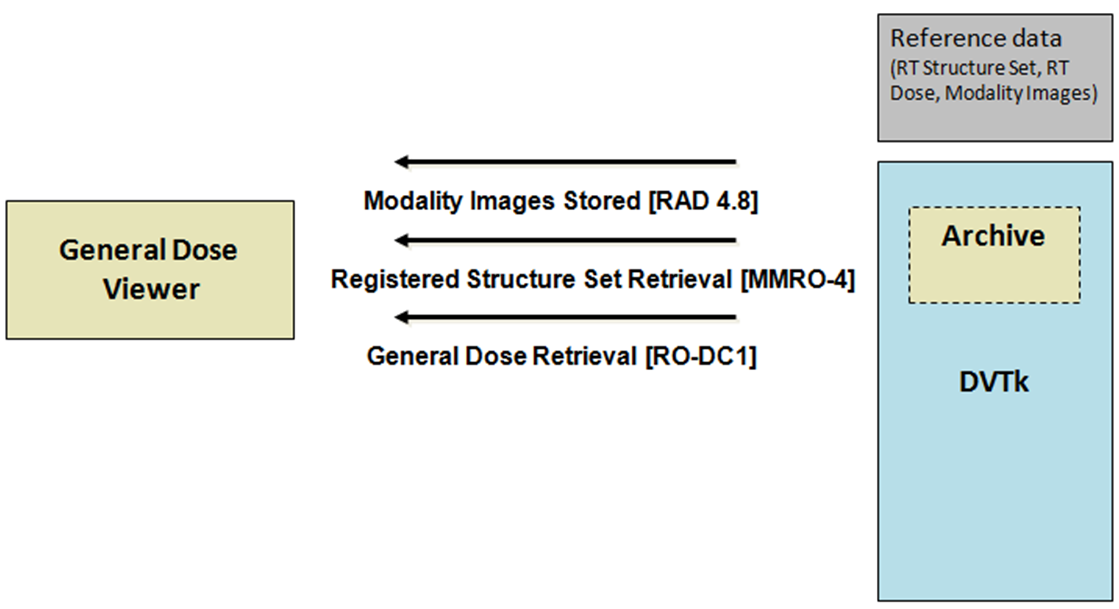 Reference data
(RT Structure Set, RT
Dose, Modality Images)
Modality Images Stored [RAD 4.8]
General Dose
Viewer
Archive
Registered Structure Set Retrieval [MMRO-4]
General Dose Retrieval [RO-DC1]
DVTk